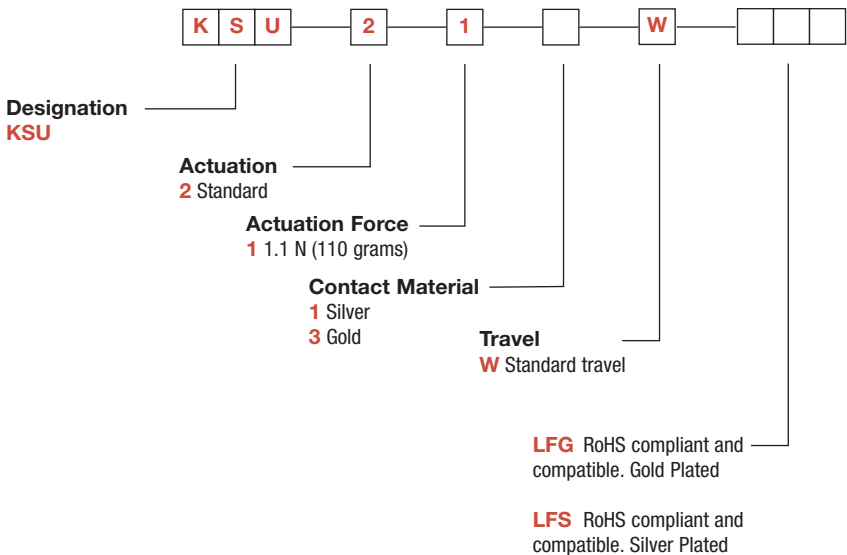 K S U 2 1 W
Designation
KSU
Actuation
2 Standard
Actuation Force
1 1.1 N (110 grams)
Contact Material
1 Silver
3 Gold
Travel
W Standard travel
LFG RoHS compliant and
compatible. Gold Plated
LFS RoHS compliant and
compatible. Silver Plated